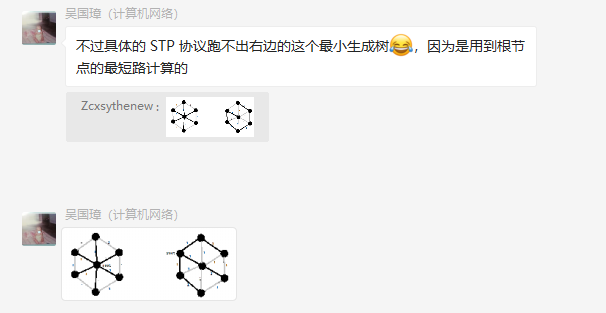 吴国璋（计算机网络）
不过具体的 STP 协议跑不出右边的这个最小生成树😂，因为是用到根节
点的最短路计算的
Zcxsythenew：
吴国璋（计算机网络）